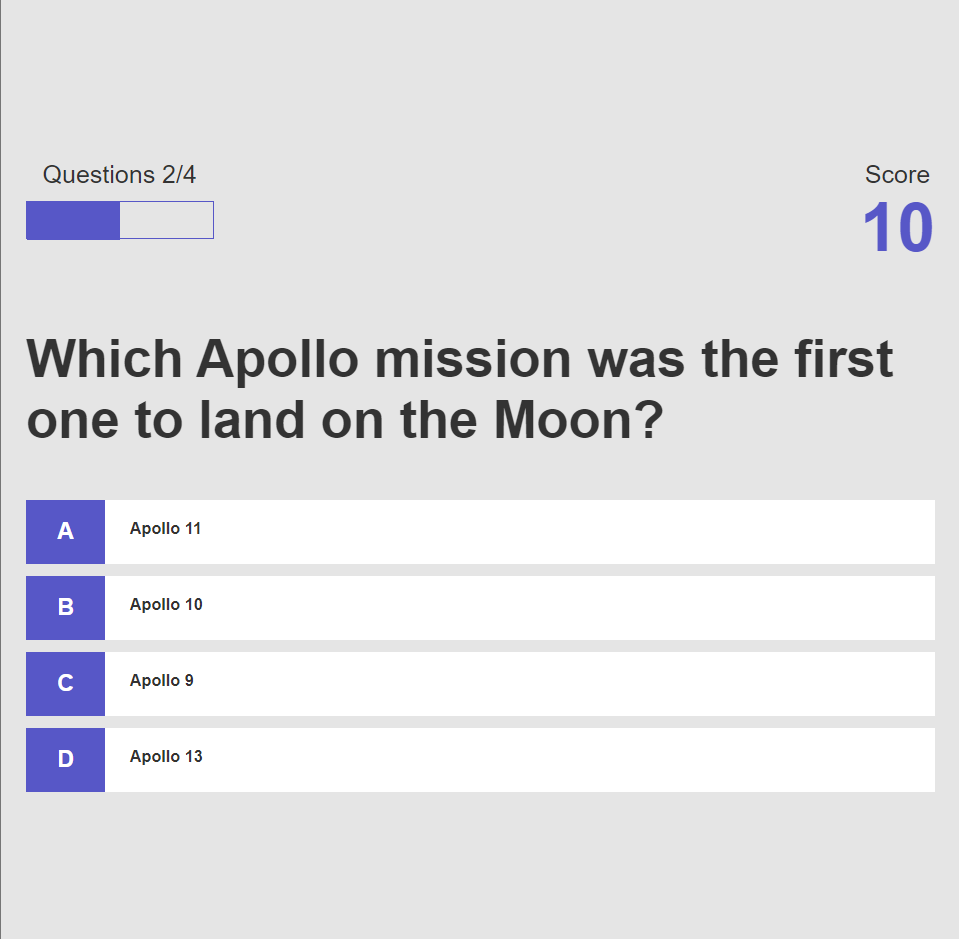 Questions 2/4
Score
10
Which Apollo mission was the first
one to land on the Moon?
A Apollo 11
B Apollo 10
C Apollo 9
D Apollo 13